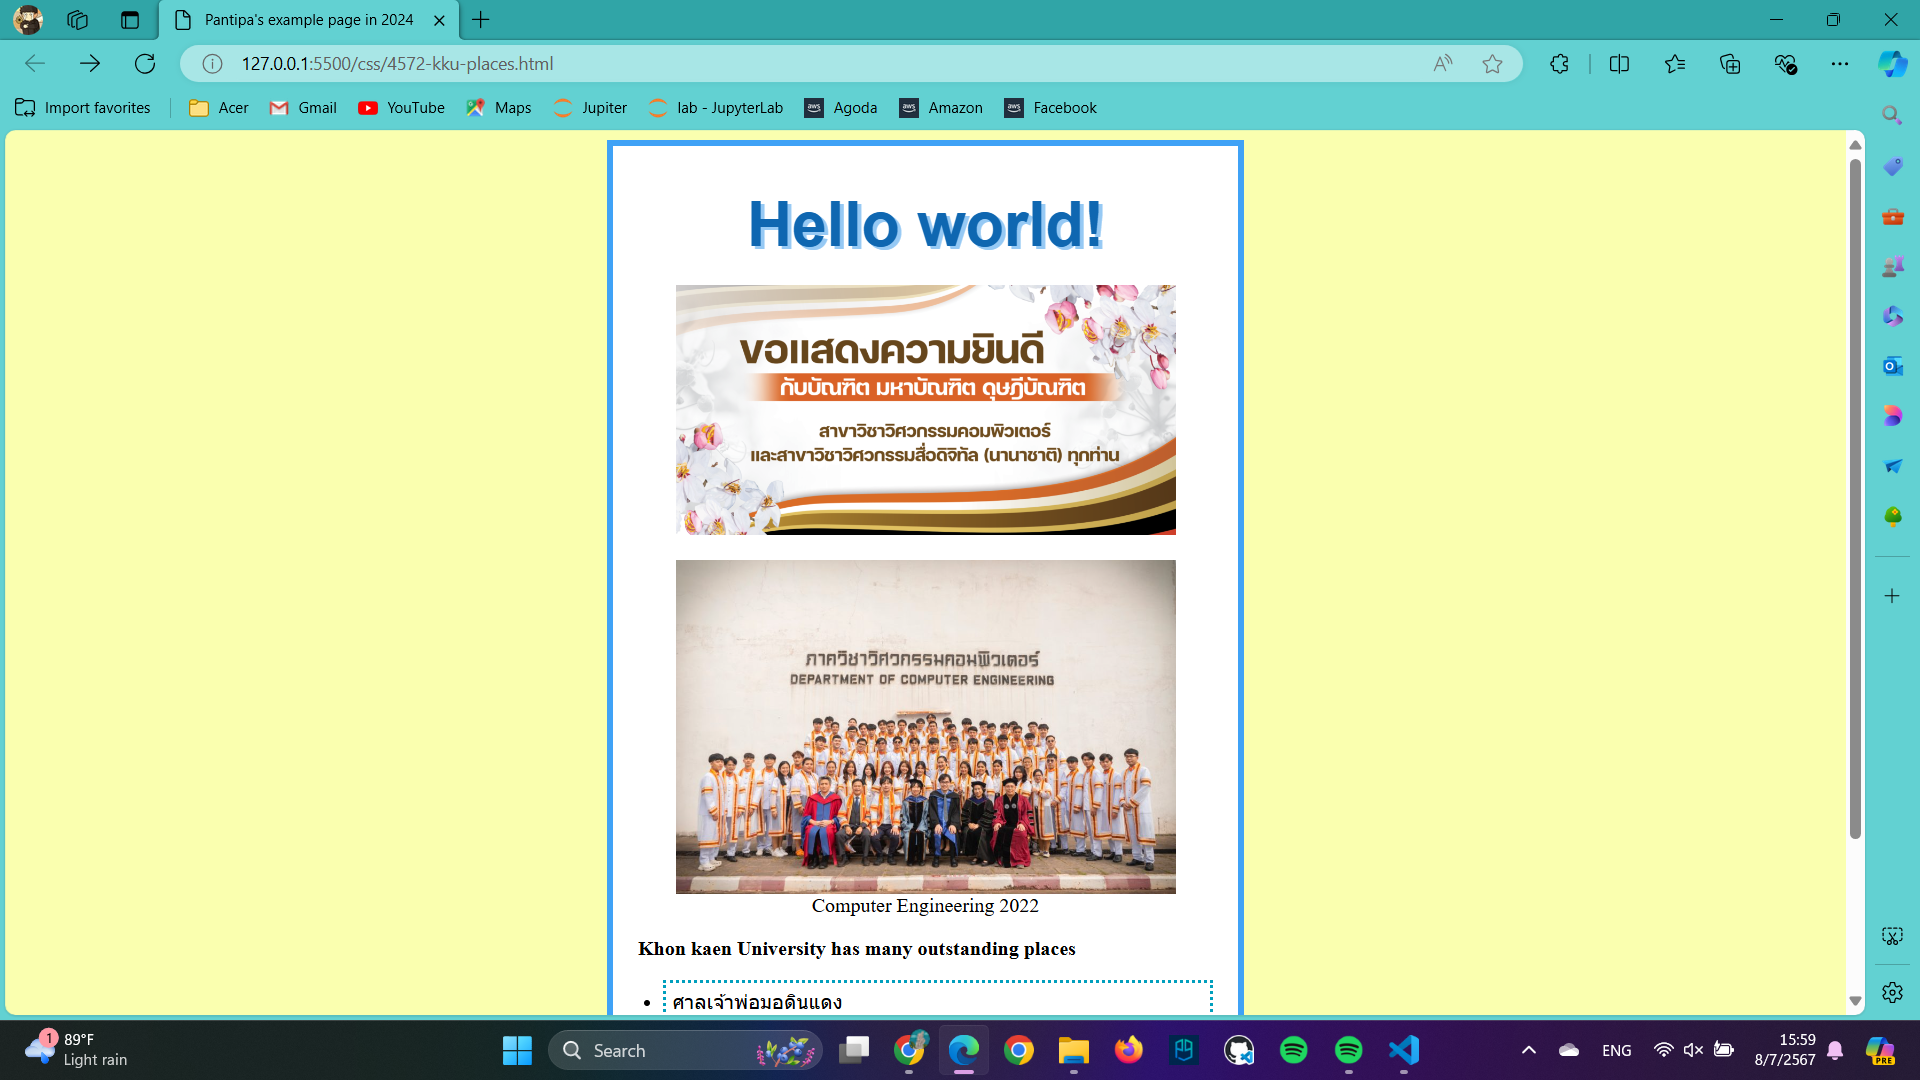 Pantipa's example page in 2024
127.0.0.1:5500/css/4572-kku-places.html
Import favorites
Acer
Gmail
YouTube
Maps
Jupiter
lab - JupyterLab
aws
Agoda
aws
Amazon
aws
Facebook
Hello world!
ขอแสดงความยินดี
กับบัณฑิต มหาบัณฑิต ดุษฎีบัณฑิต
สาขาวิชาวิศวกรรมคอมพิวเตอร์
และสาขาวิชาวิศวกรรมสื่อดิจิทัล (นานาชาติ) ทุกท่าน
ภาควิชาวิศวกรรมคอมพิวเตอร์
DEPARTMENT OF COMPUTER ENGINEERING
Computer Engineering 2022
Khon kaen University has many outstanding places
ศาลเจ้าพ่อมอดินแดง
1
89°F
Light rain
Search
ENG
15:59
8/7/2567
PRE